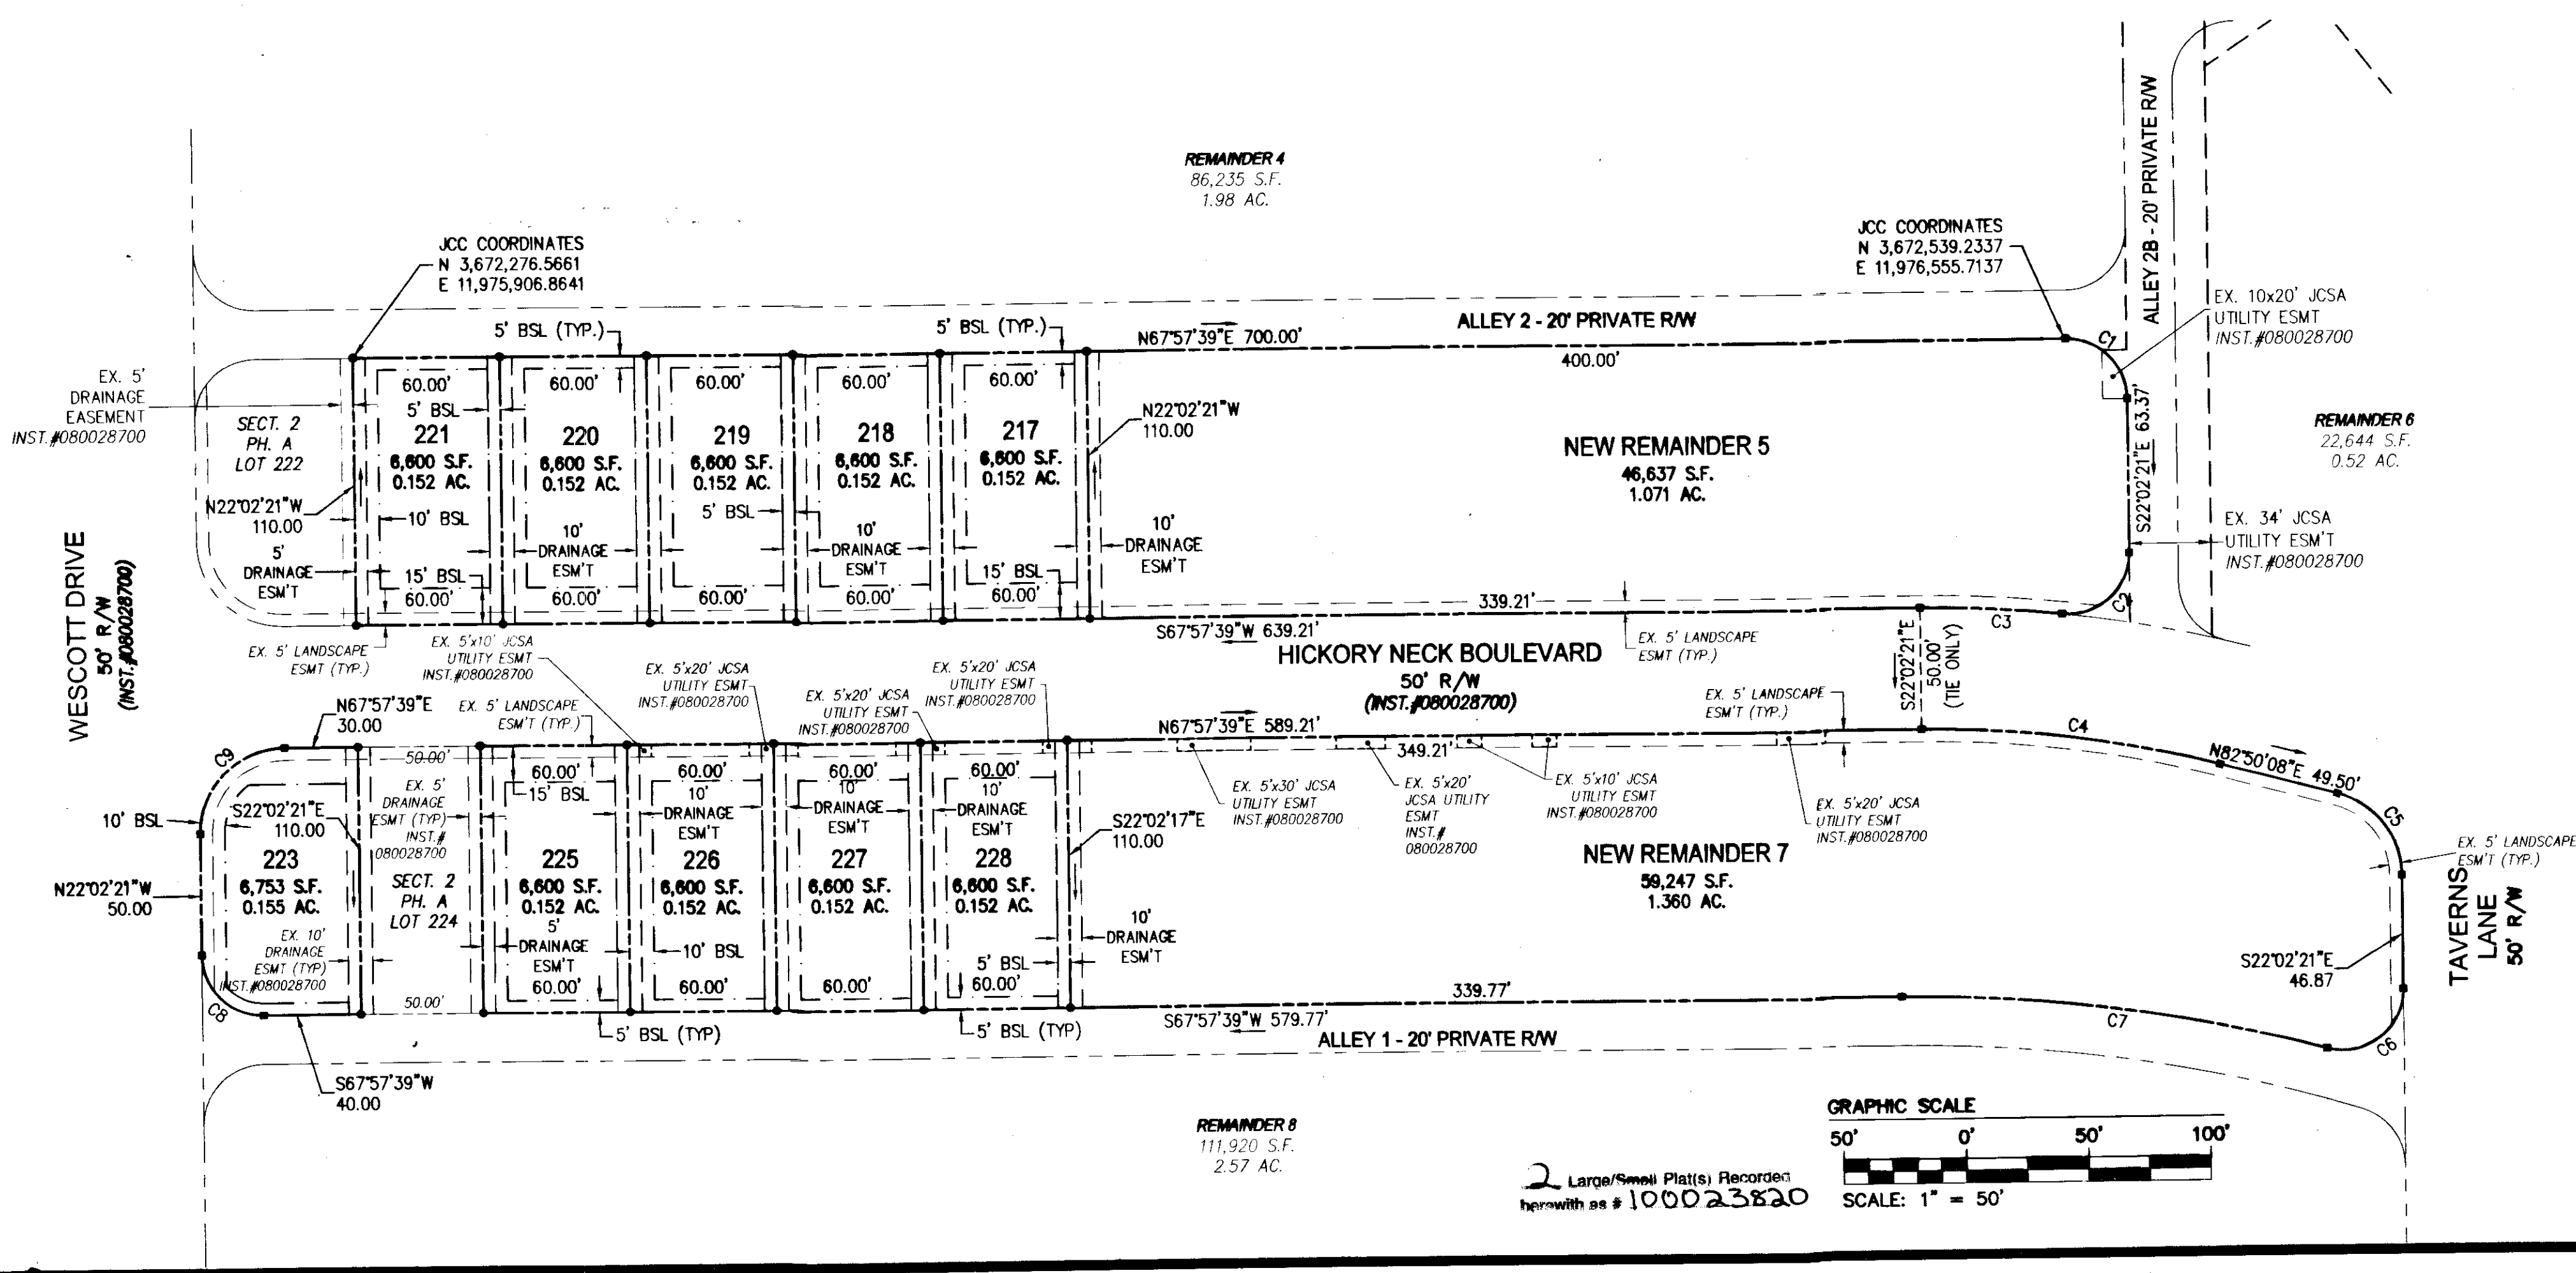 REMAINDER 4
86,235 S.F.
1.98 AC.
JCC COORDINATES
N 3,672,276.5661
E 11,975,906.8641
JCC COORDINATES
N 3,672,539.2337
E 11,976,555.7137
ALLEY 2B - 20' PRIVATE R/W
EX. 10x20' JCSA
UTILITY ESMT
INST.#080028700
5' BSL (TYP.)
5' BSL (TYP.)
N67°57'39"E 700.00'
ALLEY 2 - 20' PRIVATE R/W
400.00'
C1
S22°02'21"E 63.37'
EX. 5'
DRAINAGE
EASEMENT
INST.#080028700
SECT. 2
PH. A
LOT 222
N22°02'21"W
110.00
5'
DRAINAGE
ESM'T
60.00'
5' BSL
221
6,600 S.F.
0.152 AC.
10' BSL
15' BSL
60.00'
60.00'
220
6,600 S.F.
0.152 AC.
10'
DRAINAGE
ESM'T
60.00'
60.00'
219
6,600 S.F.
0.152 AC.
5' BSL
60.00'
60.00'
218
6,600 S.F.
0.152 AC.
10'
DRAINAGE
ESM'T
60.00'
60.00'
217
6,600 S.F.
0.152 AC.
15' BSL
60.00'
N22°02'21"W
110.00
10'
DRAINAGE
ESM'T
NEW REMAINDER 5
46,637 S.F.
1.071 AC.
REMAINDER 6
22,644 S.F.
0.52 AC.
EX. 34' JCSA
UTILITY ESM'T
INST.#080028700
339.21'
C2
C3
S67°57'39"W 639.21'
WESCOTT DRIVE
50' R/W
(INST.#080028700)
EX. 5' LANDSCAPE
ESMT (TYP.)
EX. 5'x10' JCSA
UTILITY ESMT
INST.#080028700
EX. 5'x20' JCSA
UTILITY ESMT
INST.#080028700
EX. 5'x20' JCSA
UTILITY ESMT
INST.#080028700
EX. 5'x20' JCSA
UTILITY ESMT
INST.#080028700
HICKORY NECK BOULEVARD
50' R/W
(INST.#080028700)
EX. 5' LANDSCAPE
ESMT (TYP.)
S22°02'21"E
50.00'
(TIE ONLY)
N67°57'39"E
30.00
EX. 5' LANDSCAPE
ESM'T (TYP.)
N67°57'39"E 589.21'
349.21'
EX. 5' LANDSCAPE
ESM'T (TYP.)
C4
N82°50'08"E 49.50'
C5
C9
10' BSL
S22°02'21"E
110.00
223
6,753 S.F.
0.155 AC.
N22°02'21"W
50.00
EX. 10'
DRAINAGE
ESMT (TYP)
INST.#080028700
C8
S67°57'39"W
40.00
50.00'
EX. 5'
DRAINAGE
ESMT (TYP)
INST.#
080028700
SECT. 2
PH. A
LOT 224
50.00'
60.00'
15' BSL
225
6,600 S.F.
0.152 AC.
5'
DRAINAGE
ESM'T
60.00'
5' BSL (TYP)
60.00'
10'
DRAINAGE
ESM'T
226
6,600 S.F.
0.152 AC.
10' BSL
60.00'
60.00'
10'
DRAINAGE
ESM'T
227
6,600 S.F.
0.152 AC.
60.00'
60.00'
10'
DRAINAGE
ESM'T
228
6,600 S.F.
0.152 AC.
5' BSL
60.00'
5' BSL (TYP)
S22°02'17"E
110.00
10'
DRAINAGE
ESM'T
EX. 5'x30' JCSA
UTILITY ESMT
INST.#080028700
EX. 5'x20'
JCSA UTILITY
ESMT
INST.#
080028700
EX. 5'x10' JCSA
UTILITY ESMT
INST.#080028700
EX. 5'x20' JCSA
UTILITY ESMT
INST.#080028700
NEW REMAINDER 7
59,247 S.F.
1.360 AC.
EX. 5' LANDSCAPE
ESM'T (TYP.)
TAVERNS
LANE
50' R/W
S22°02'21"E
46.87
339.77'
S67°57'39"W 579.77'
ALLEY 1 - 20' PRIVATE R/W
C7
C6
REMAINDER 8
111,920 S.F.
2.57 AC.
2 Large/Small Plat(s) Recorded
herewith as # 100023820
GRAPHIC SCALE
50' 0' 50' 100'
SCALE: 1" = 50'